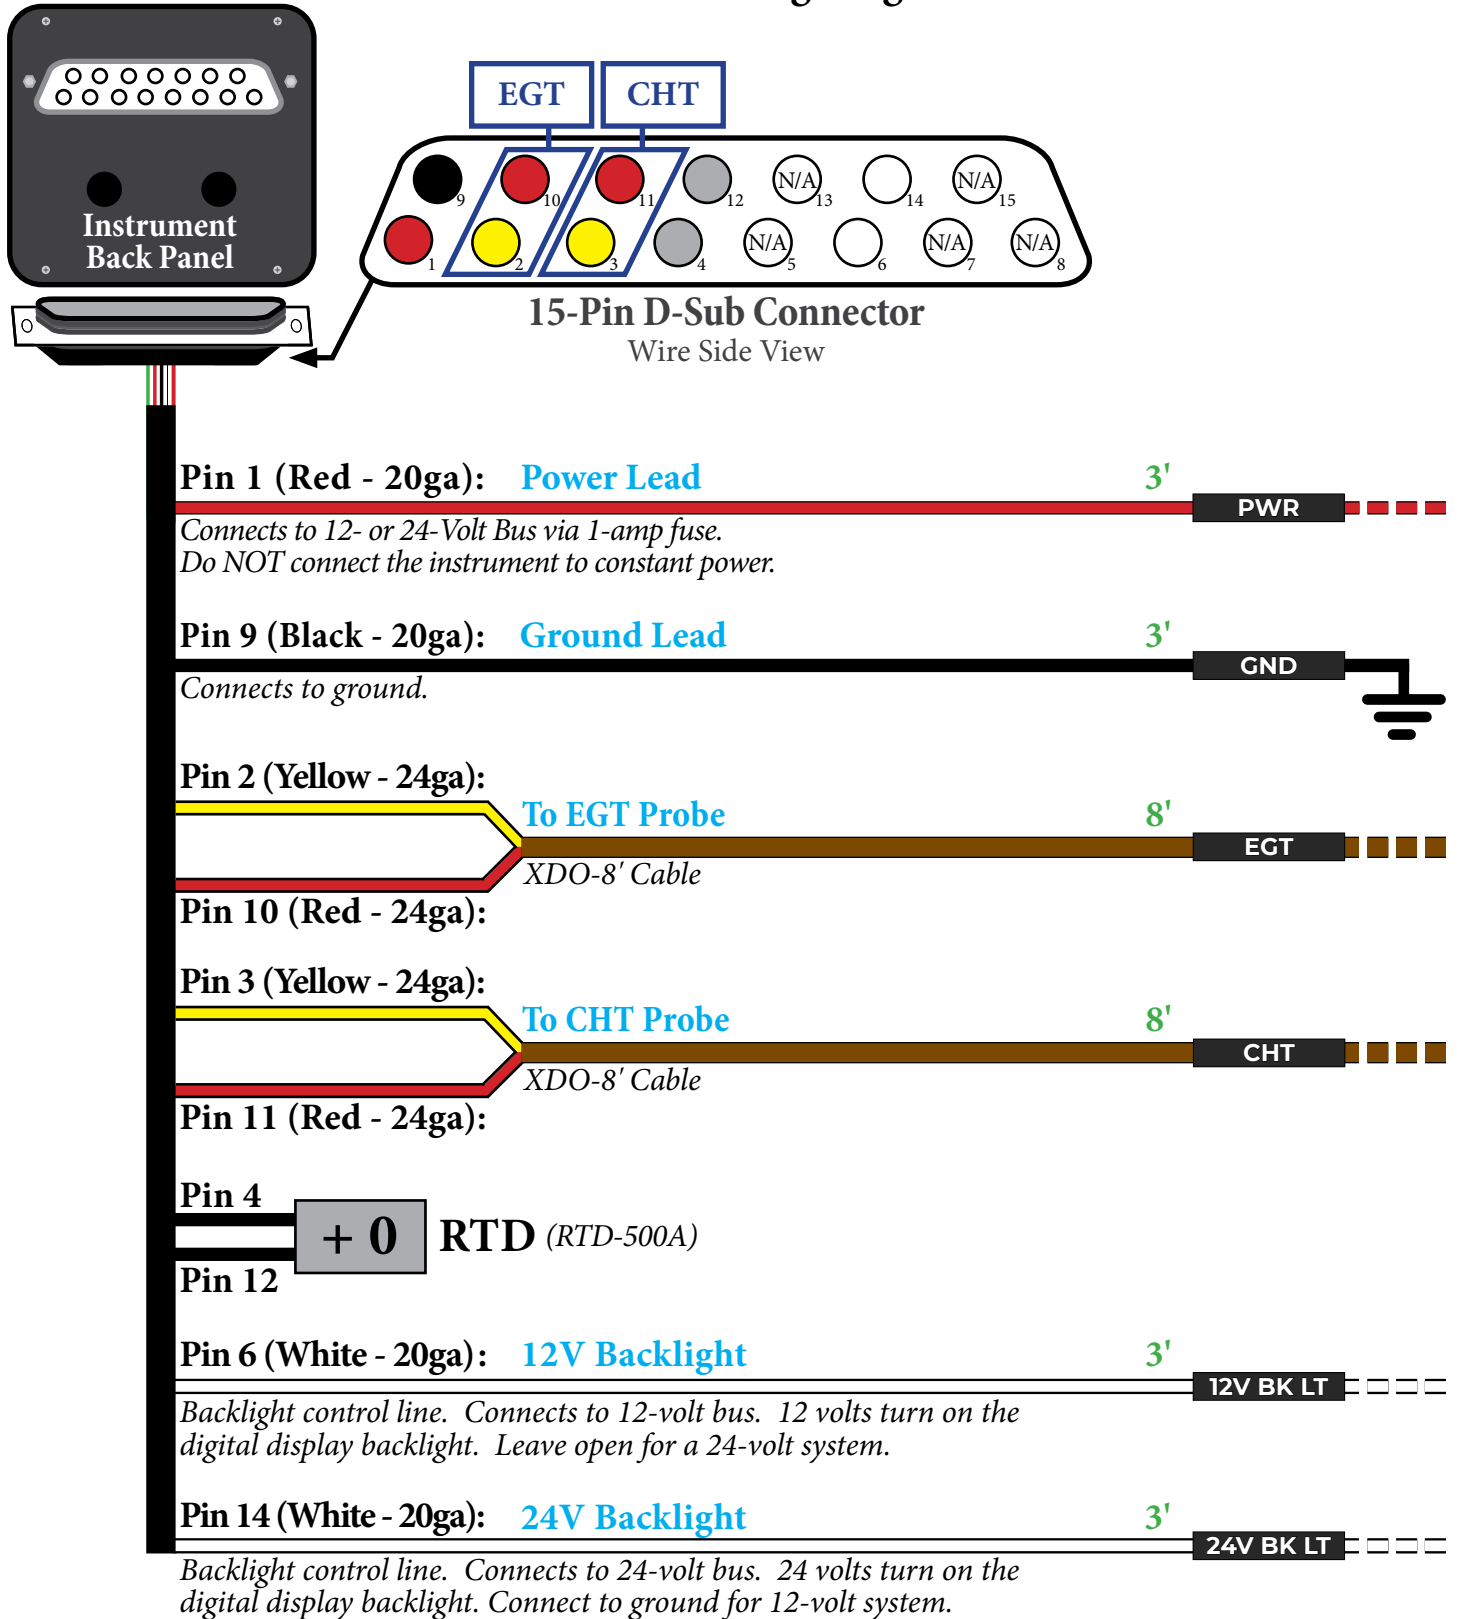 EGT
CHT
9
10
11
12
N/A
13
14
N/A
15
1
2
3
4
N/A
5
6
N/A
7
N/A
8
Instrument
Back Panel
15-Pin D-Sub Connector
Wire Side View
Pin 1 (Red - 20ga): Power Lead 3'
PWR
Connects to 12- or 24-Volt Bus via 1-amp fuse.
Do NOT connect the instrument to constant power.
Pin 9 (Black - 20ga): Ground Lead 3'
GND
Connects to ground.
Pin 2 (Yellow - 24ga):
To EGT Probe 8'
EGT
XDO-8' Cable
Pin 10 (Red - 24ga):
Pin 3 (Yellow - 24ga):
To CHT Probe 8'
CHT
XDO-8' Cable
Pin 11 (Red - 24ga):
Pin 4
+ 0 RTD (RTD-500A)
Pin 12
Pin 6 (White - 20ga): 12V Backlight 3'
12V BK LT
Backlight control line. Connects to 12-volt bus. 12 volts turn on the
digital display backlight. Leave open for a 24-volt system.
Pin 14 (White - 20ga): 24V Backlight 3'
24V BK LT
Backlight control line. Connects to 24-volt bus. 24 volts turn on the
digital display backlight. Connect to ground for 12-volt system.